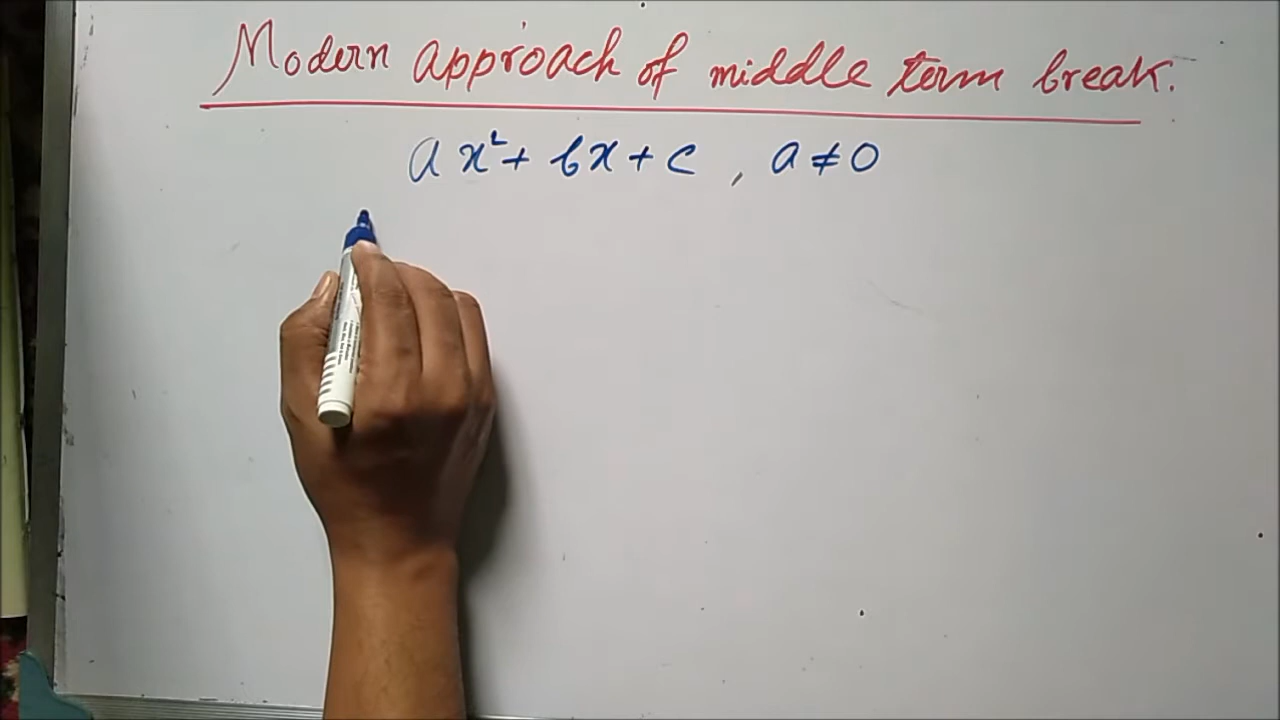 Modern approach of middle term break.
ax²+bx+c , a≠0